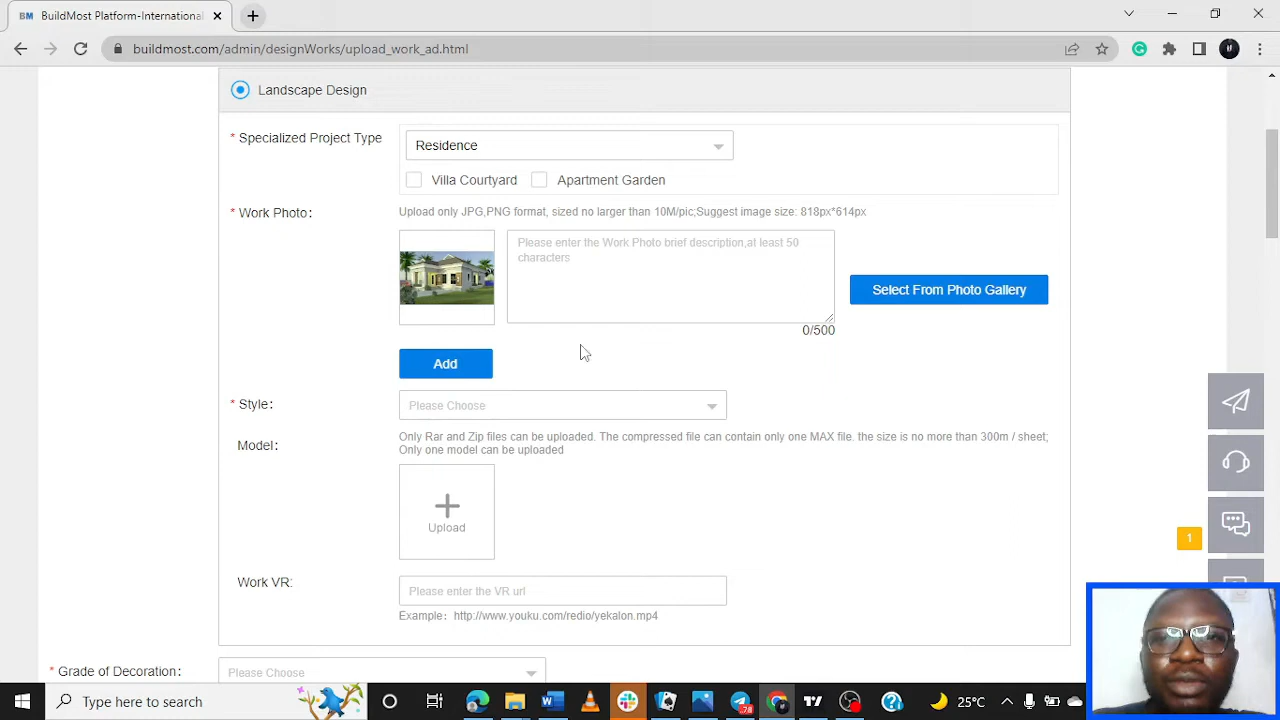 BM BuildMost Platform-International
buildmost.com/admin/designWorks/upload_work_ad.html
Landscape Design
* Specialized Project Type
Residence
Villa Courtyard
Apartment Garden
* Work Photo:
Upload only JPG,PNG format, sized no larger than 10M/pic;Suggest image size: 818px*614px
Please enter the Work Photo brief description,at least 50
characters
Select From Photo Gallery
0/500
Add
* Style:
Please Choose
Model:
Only Rar and Zip files can be uploaded. The compressed file can contain only one MAX file. the size is no more than 300m / sheet;
Only one model can be uploaded
Upload
1
Work VR:
Please enter the VR url
Example: http://www.youku.com/redio/yekalon.mp4
* Grade of Decoration:
Please Choose
Type here to search
78
25°C